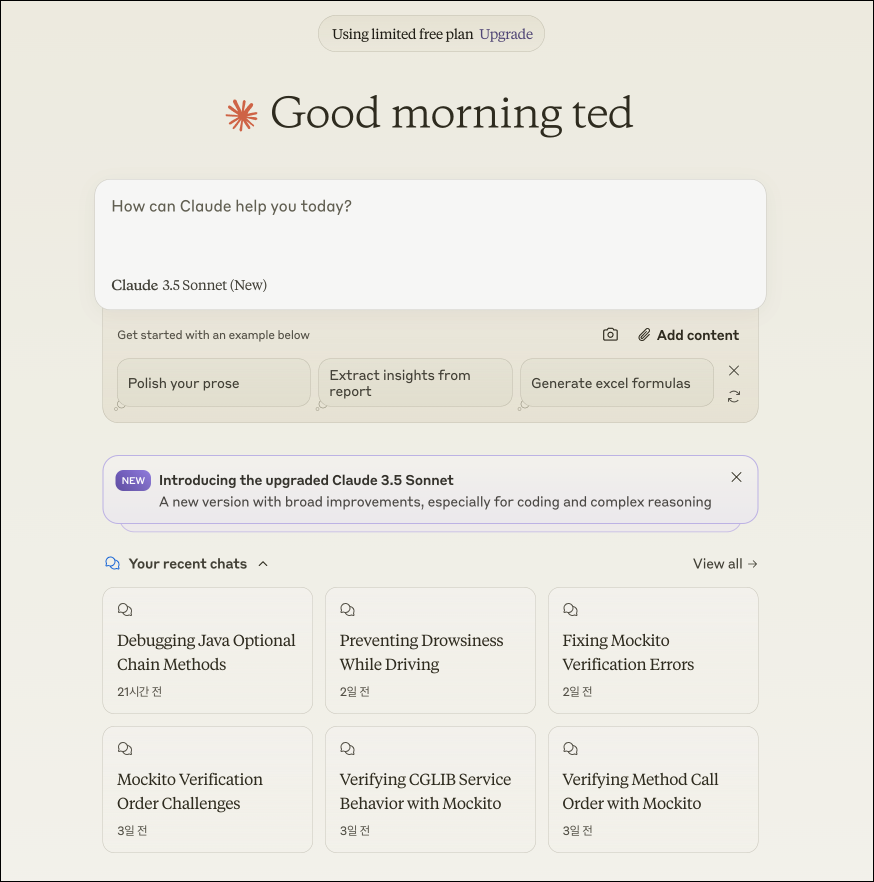 Using limited free plan Upgrade
Good morning ted
How can Claude help you today?
Claude 3.5 Sonnet (New)
Get started with an example below
Add content
Polish your prose
Extract insights from
report
Generate excel formulas
NEW Introducing the upgraded Claude 3.5 Sonnet
A new version with broad improvements, especially for coding and complex reasoning
Your recent chats
View all →
Debugging Java Optional
Chain Methods
21시간 전
Preventing Drowsiness
While Driving
2일 전
Fixing Mockito
Verification Errors
2일 전
Mockito Verification
Order Challenges
3일 전
Verifying CGLIB Service
Behavior with Mockito
3일 전
Verifying Method Call
Order with Mockito
3일 전